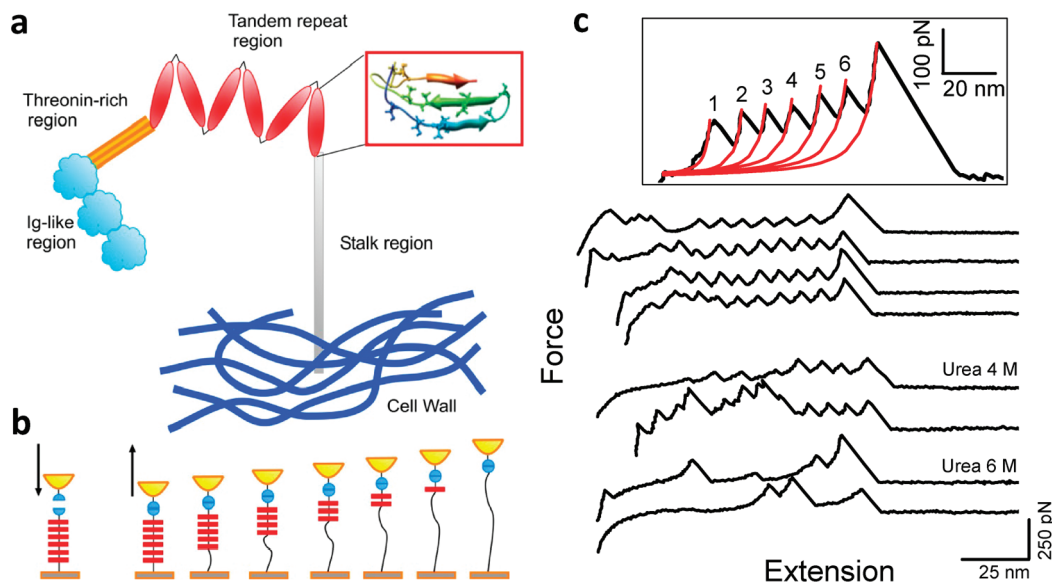 a
Tandem repeat
region
Threonin-rich
region
Ig-like
region
Stalk region
Cell Wall
b
c
1 2 3 4 5 6
100 pN
20 nm
Force
Urea 4 M
Urea 6 M
250 pN
25 nm
Extension